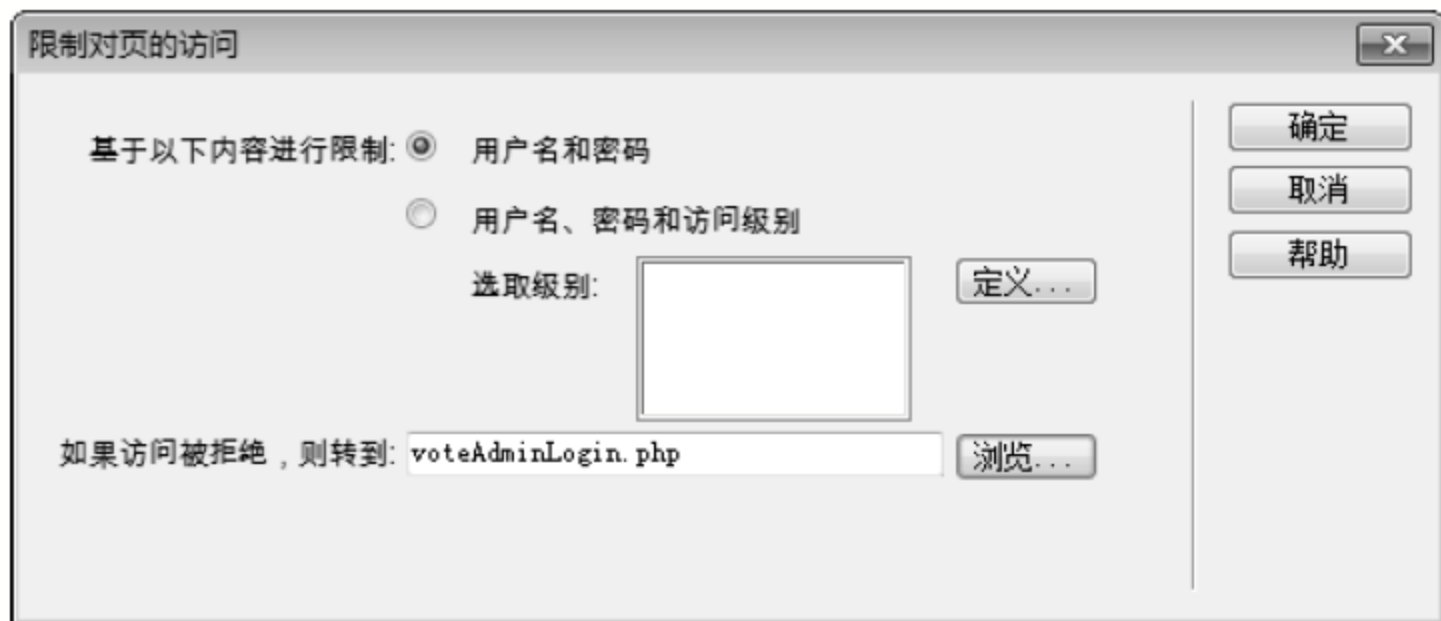 限制对页的访问
基于以下内容进行限制: 用户名和密码
用户名、密码和访问级别
选取级别:
定义...
如果访问被拒绝，则转到: voteAdminLogin.php
浏览...
确定
取消
帮助